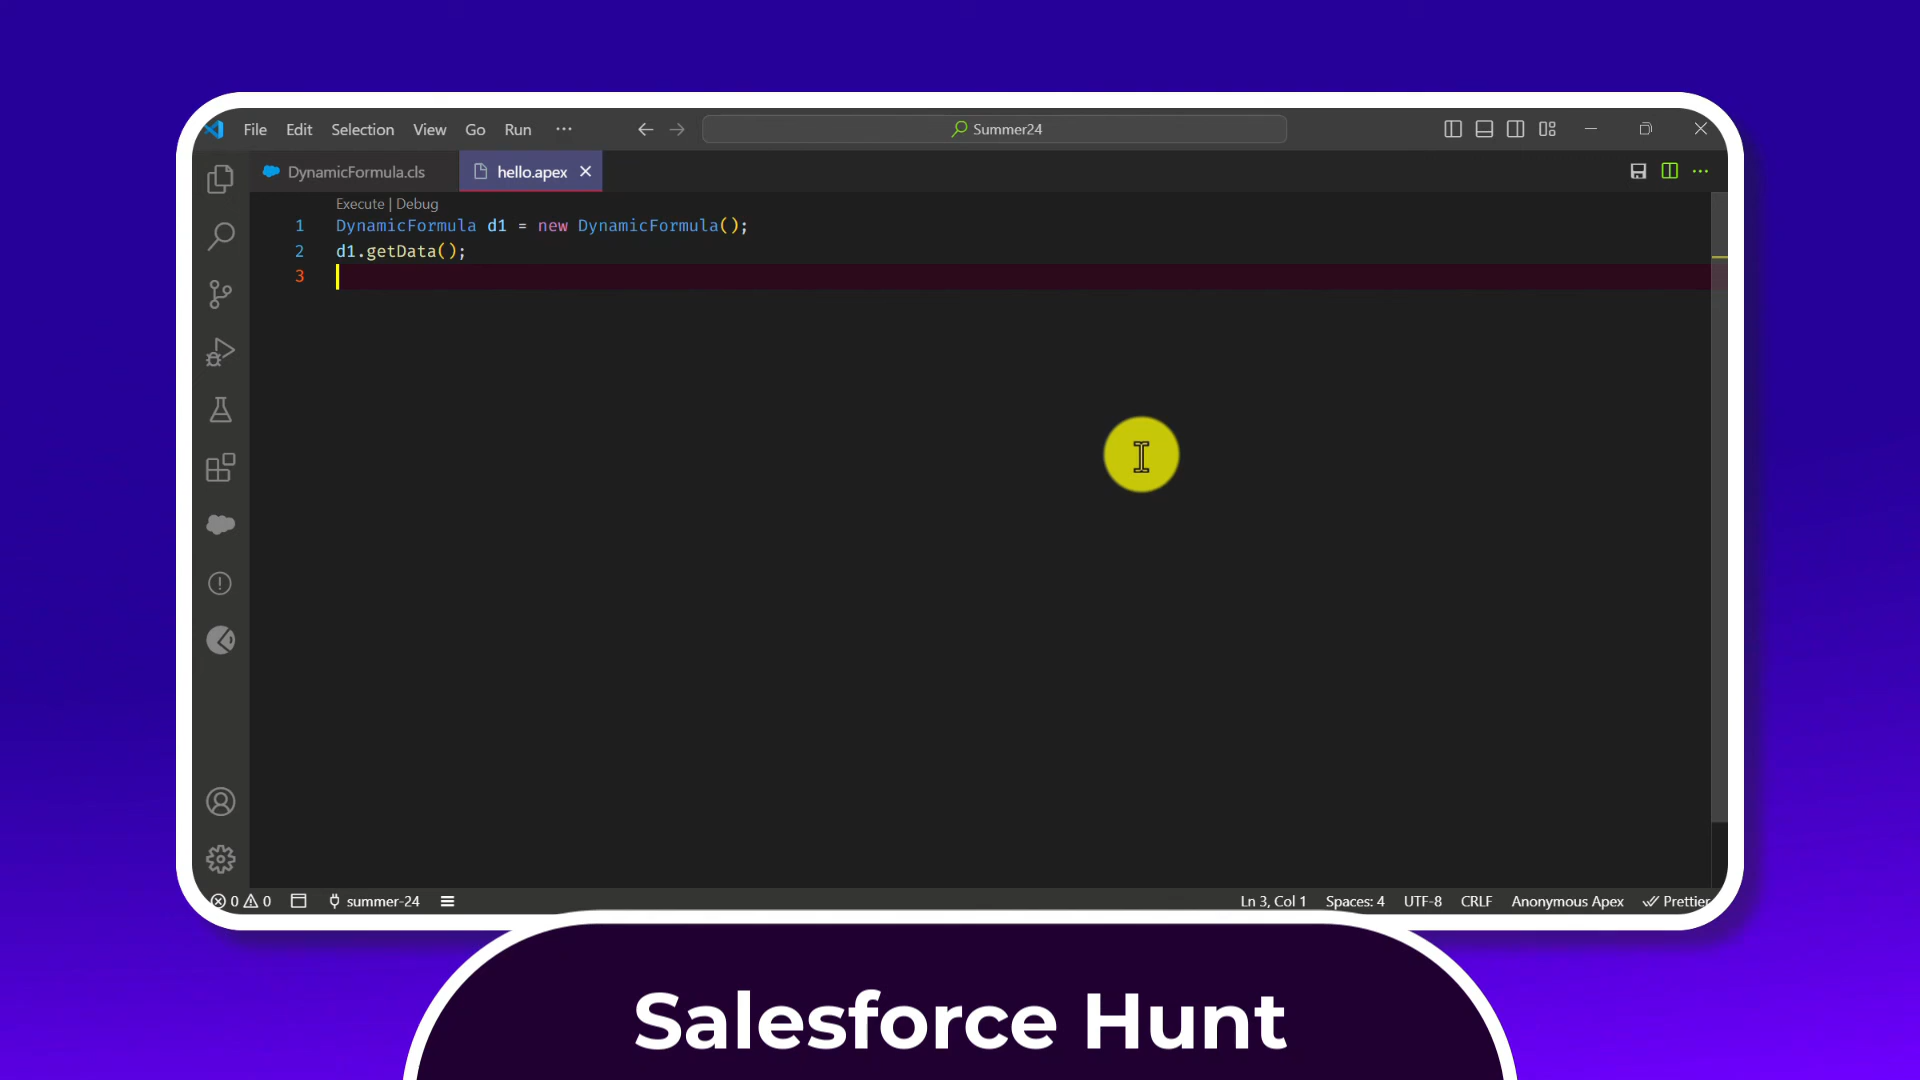 File Edit Selection View Go Run ... Summer24
DynamicFormula.cls hello.apex
Execute | Debug
1 DynamicFormula d1 = new DynamicFormula();
2 d1.getData();
3
0 0 summer-24 Ln 3, Col 1 Spaces: 4 UTF-8 CRLF Anonymous Apex Prettier
Salesforce Hunt